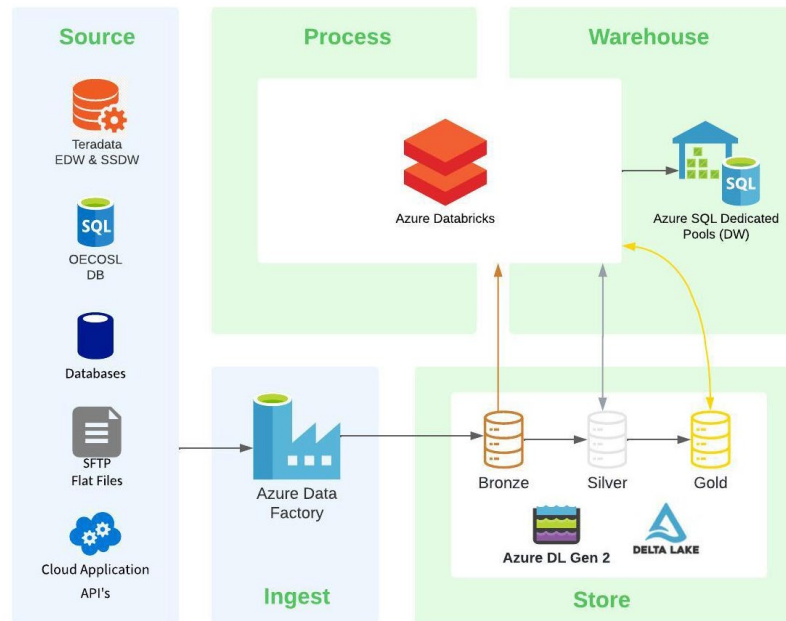 Source
Teradata
EDW & SSDW
SQL
OECOSL
DB
Databases
SFTP
Flat Files
Cloud Application
API's
Process
Azure Databricks
Warehouse
SQL
Azure SQL Dedicated
Pools (DW)
Azure Data
Factory
Ingest
Bronze
Silver
Gold
Azure DL Gen 2
DELTA LAKE
Store